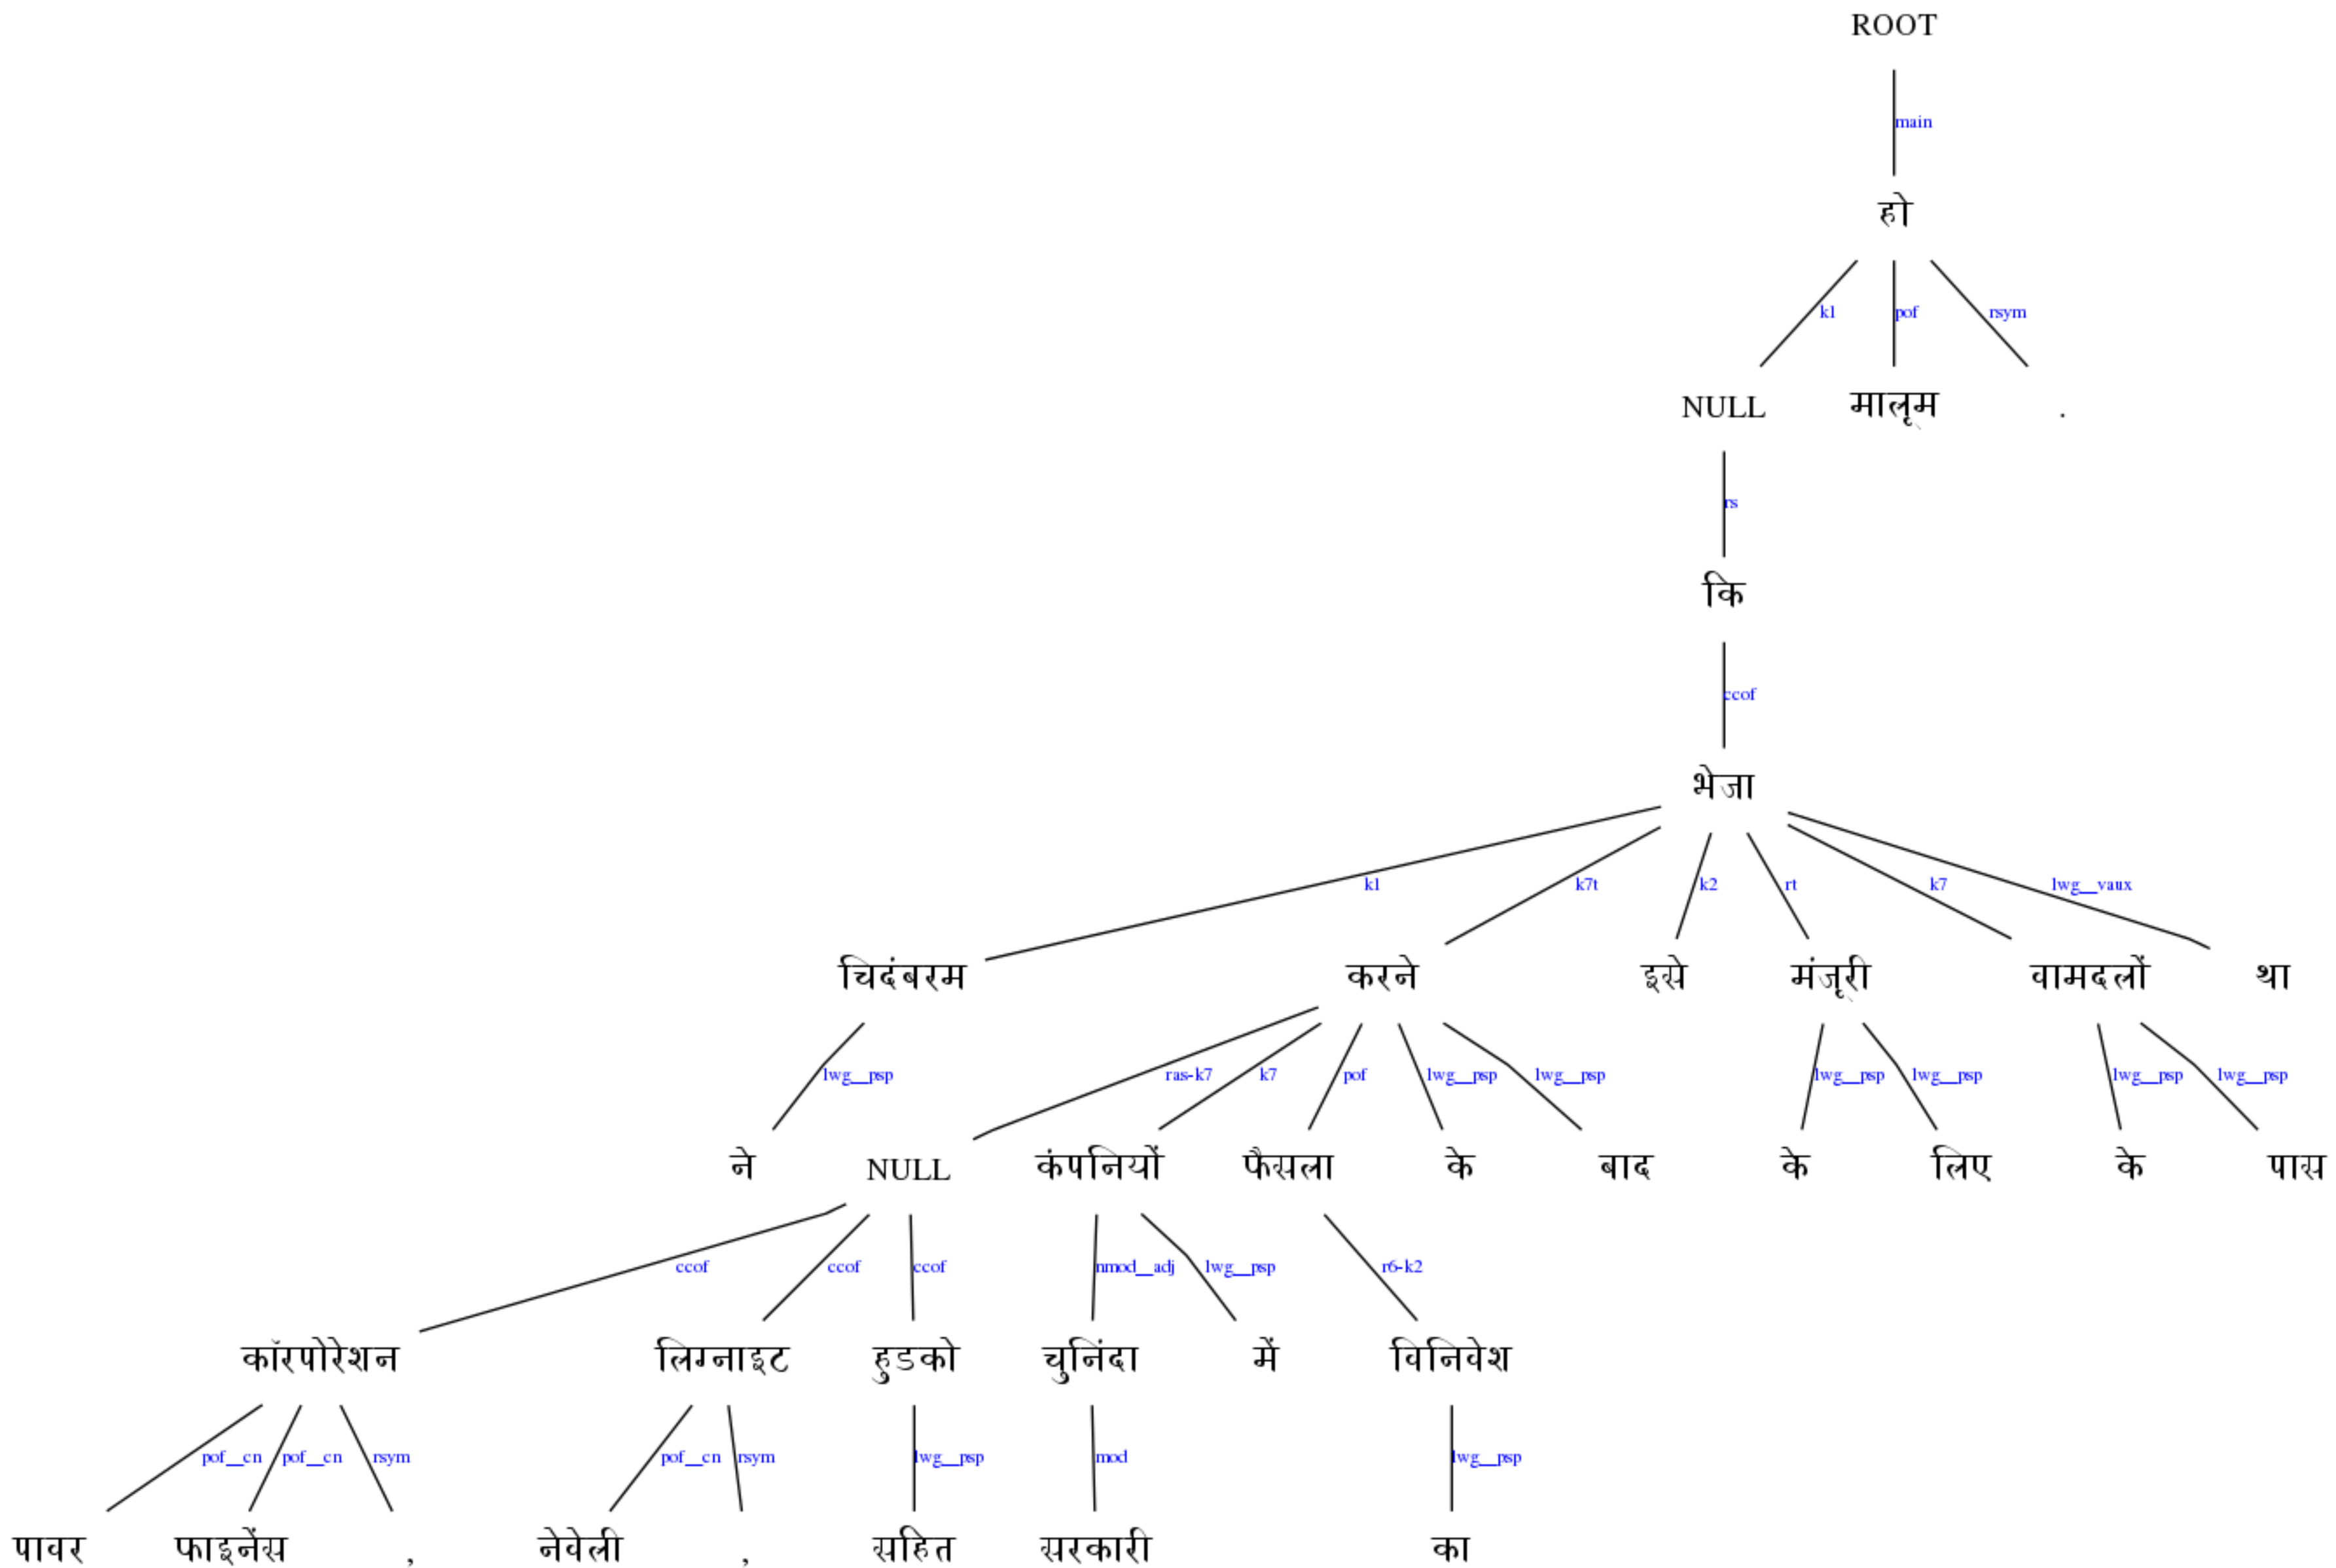 ROOT
main
हो
k1 pof rsym
NULL मालूम .
rs
कि
ccof
भेजा
k1 k7t k2 rt k7 lwg__vaux
चिदंबरम करने इसे मंजूरी वामदलों था
lwg__psp ras-k7 k7 pof lwg__psp lwg__psp lwg__psp lwg__psp lwg__psp lwg__psp
ने NULL कंपनियों फैसला के बाद के लिए के पास
ccof ccof ccof nmod__adj lwg__psp r6-k2
कॉरपोरेशन लिग्नाइट हुडको चुनिंदा में विनिवेश
pof__cn pof__cn rsym pof__cn rsym lwg__psp mod lwg__psp
पावर फाइनेंस , नेवेली , सहित सरकारी का